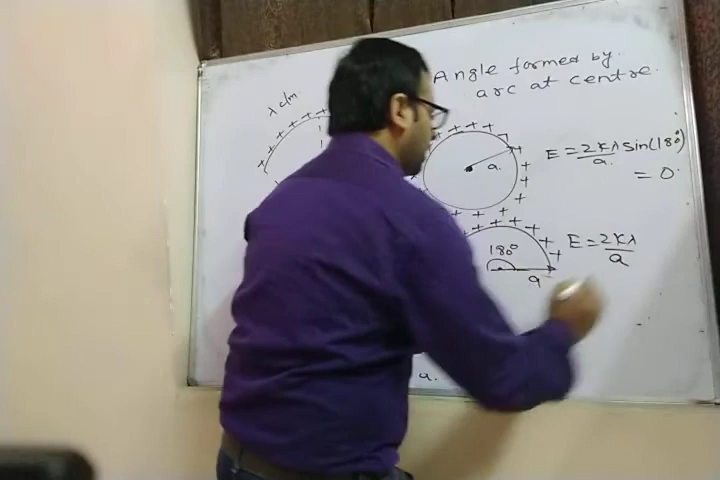 Angle formed by
arc at centre.
λ c/m.
a.
E = 2Kλ/a sin(180°)
= 0.
180°
a
E = 2Kλ/a
a.